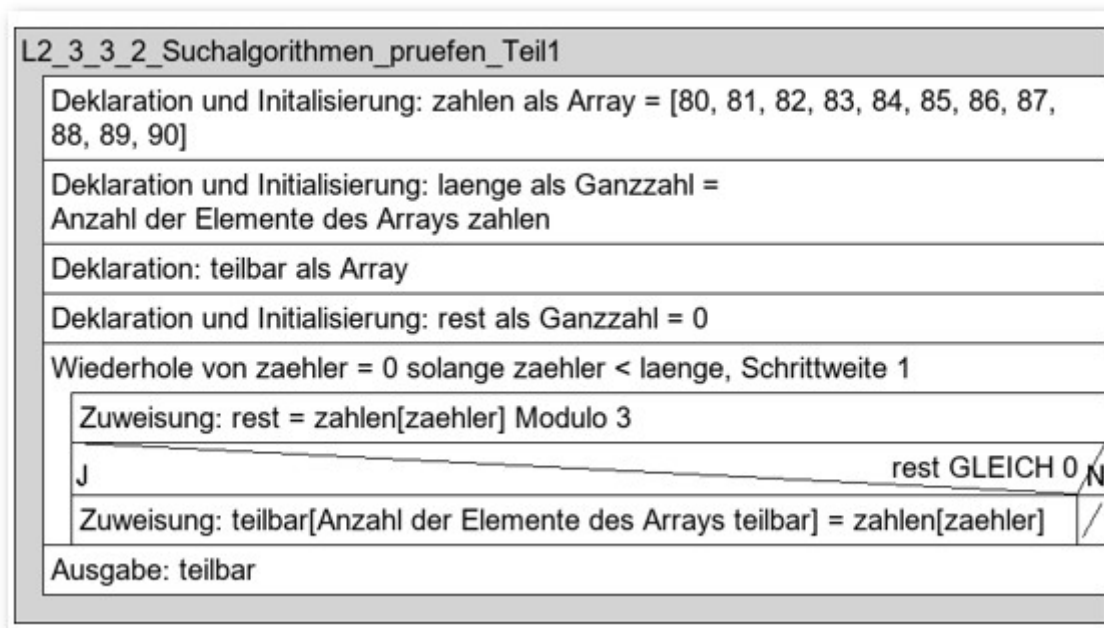 L2_3_3_2_Suchalgorithmen_pruefen_Teil1
Deklaration und Initalisierung: zahlen als Array = [80, 81, 82, 83, 84, 85, 86, 87,
88, 89, 90]
Deklaration und Initialisierung: laenge als Ganzzahl =
Anzahl der Elemente des Arrays zahlen
Deklaration: teilbar als Array
Deklaration und Initialisierung: rest als Ganzzahl = 0
Wiederhole von zaehler = 0 solange zaehler < laenge, Schrittweite 1
Zuweisung: rest = zahlen[zaehler] Modulo 3
rest GLEICH 0
J N
Zuweisung: teilbar[Anzahl der Elemente des Arrays teilbar] = zahlen[zaehler]
Ausgabe: teilbar